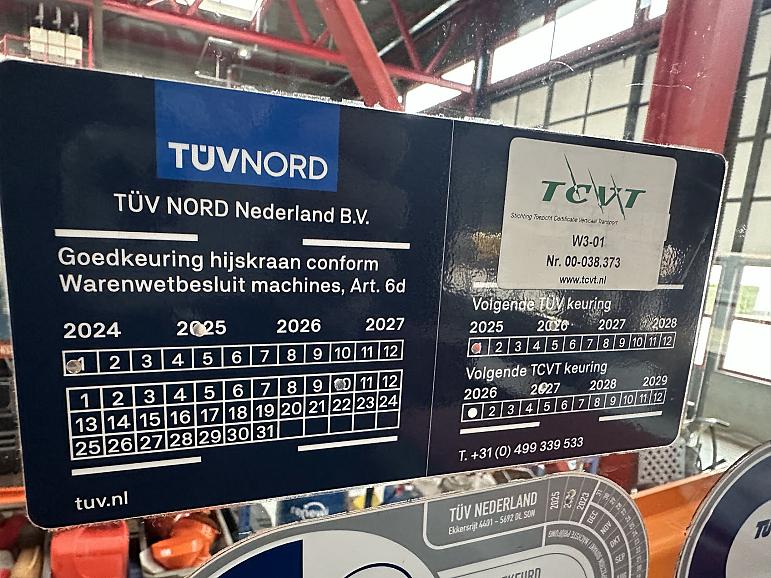 TÜVNORD
TÜV NORD Nederland B.V.
Goedkeuring hijskraan conform
Warenwetbesluit machines, Art. 6d
2024 2025 2026 2027
1 2 3 4 5 6 7 8 9 10 11 12
1 2 3 4 5 6 7 8 9 10 11 12
13 14 15 16 17 18 19 20 21 22 23 24
25 26 27 28 29 30 31
tuv.nl
TCVT
Stichting Toezicht Certificatie Verticaal Transport
W3-01
Nr. 00-038.373
www.tcvt.nl
Volgende TÜV keuring
2025 2026 2027 2028
2 3 4 5 6 7 8 9 10 11 12
Volgende TCVT keuring
2026 2027 2028 2029
2 3 4 5 6 7 8 9 10 11 12
T. +31 (0) 499 339 533
TÜV NEDERLAND
Ekkersrijt 4401 - 5692 DL SON
2025
2023
DEC
NOV
OKT
SEP